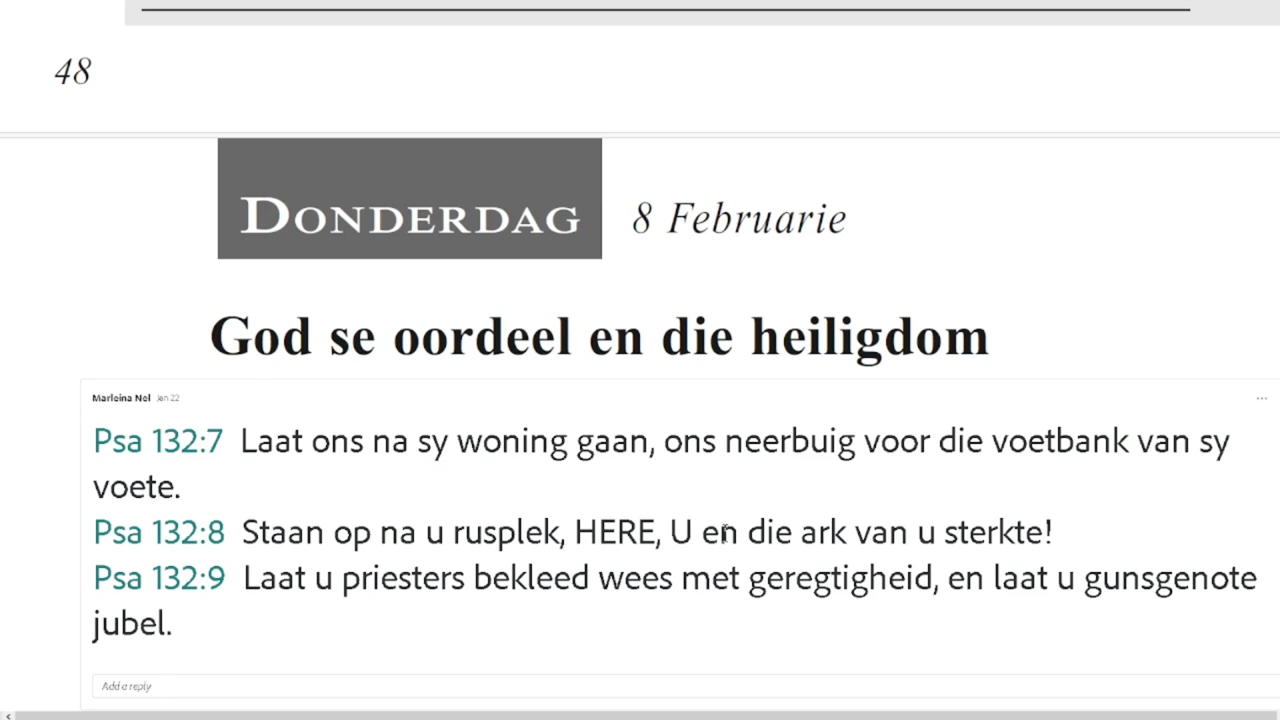 48
DONDERDAG 8 Februarie
God se oordeel en die heiligdom
Marleina Nel Jan 22
Psa 132:7 Laat ons na sy woning gaan, ons neerbuig voor die voetbank van sy
voete.
Psa 132:8 Staan op na u rusplek, HERE, U en die ark van u sterkte!
Psa 132:9 Laat u priesters bekleed wees met geregtigheid, en laat u gunsgenote
jubel.
Add a reply